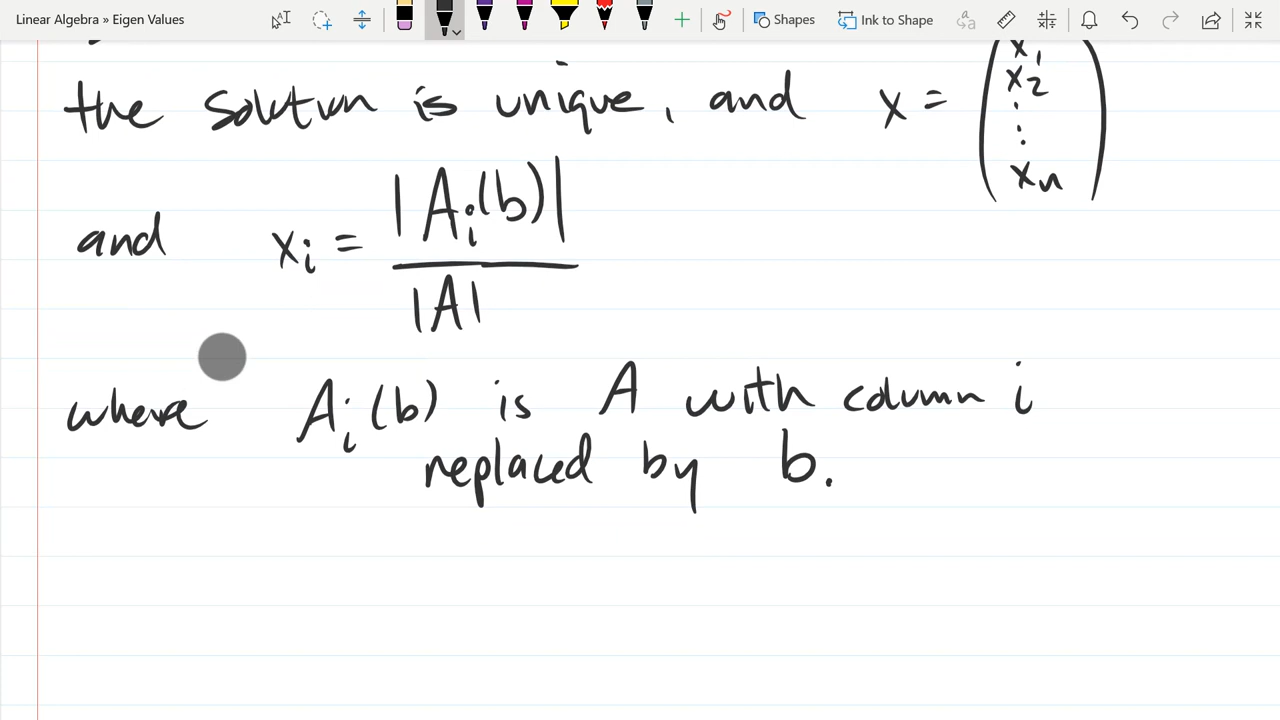 Linear Algebra » Eigen Values
Shapes
Ink to Shape
the solution is unique, and x = (x1 x2 ⋮ xn)
and xi = |Ai(b)| / |A|
where Ai(b) is A with column i
replaced by b.